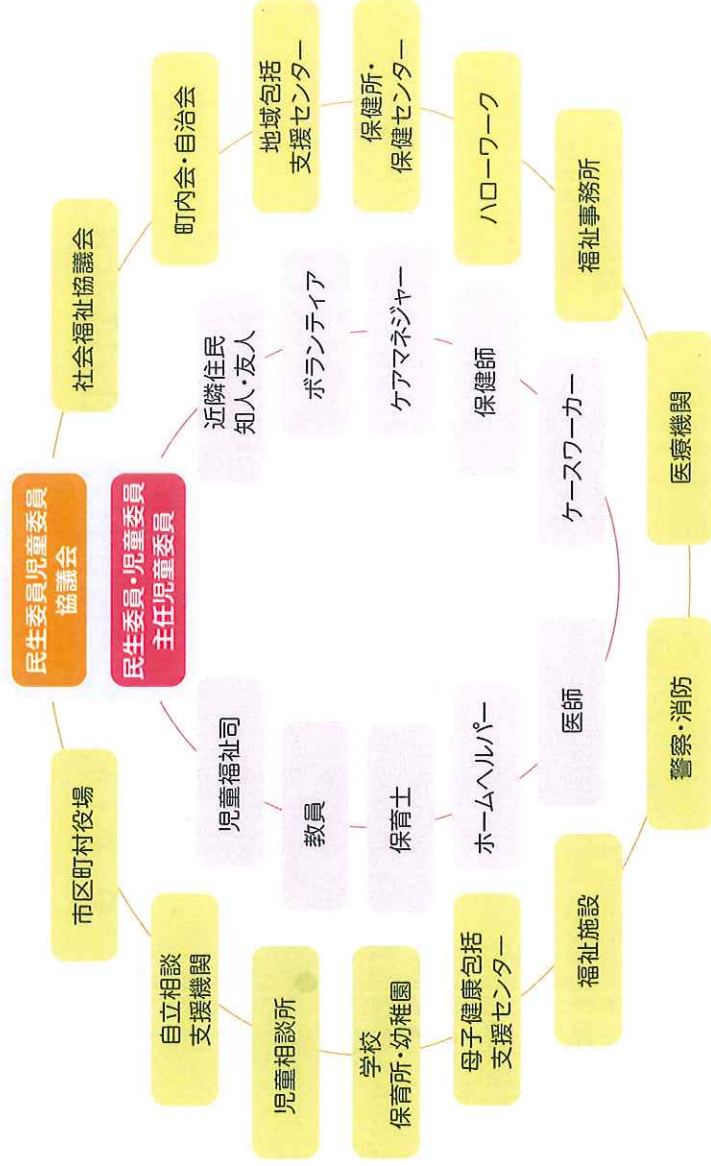 民生委員児童委員
協議会
社会福祉協議会
町内会・自治会
地域包括
支援センター
保健所・
保健センター
ハローワーク
福祉事務所
医療機関
警察・消防
福祉施設
母子健康包括
支援センター
学校
保育所・幼稚園
児童相談所
自立相談
支援機関
市区町村役場
民生委員・児童委員
主任児童委員
近隣住民
知人・友人
ボランティア
ケアマネジャー
保健師
ケースワーカー
医師
ホームヘルパー
保育士
教員
児童福祉司